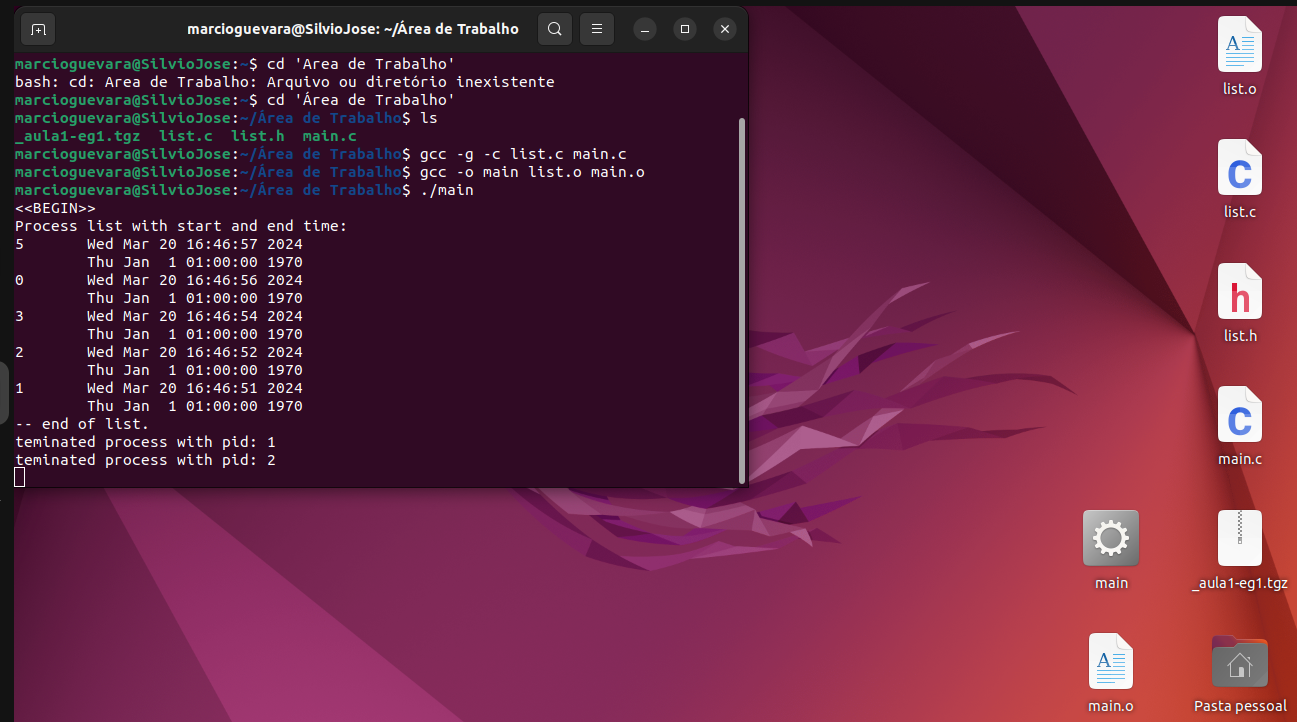 marcioguevara@SilvioJose: ~/Área de Trabalho
marcioguevara@SilvioJose:~$ cd 'Area de Trabalho'
bash: cd: Area de Trabalho: Arquivo ou diretório inexistente
marcioguevara@SilvioJose:~$ cd 'Área de Trabalho'
marcioguevara@SilvioJose:~/Área de Trabalho$ ls
_aula1-eg1.tgz  list.c  list.h  main.c
marcioguevara@SilvioJose:~/Área de Trabalho$ gcc -g -c list.c main.c
marcioguevara@SilvioJose:~/Área de Trabalho$ gcc -o main list.o main.o
marcioguevara@SilvioJose:~/Área de Trabalho$ ./main
<<BEGIN>>
Process list with start and end time:
5       Wed Mar 20 16:46:57 2024
        Thu Jan  1 01:00:00 1970
0       Wed Mar 20 16:46:56 2024
        Thu Jan  1 01:00:00 1970
3       Wed Mar 20 16:46:54 2024
        Thu Jan  1 01:00:00 1970
2       Wed Mar 20 16:46:52 2024
        Thu Jan  1 01:00:00 1970
1       Wed Mar 20 16:46:51 2024
        Thu Jan  1 01:00:00 1970
-- end of list.
teminated process with pid: 1
teminated process with pid: 2
list.o
list.c
list.h
main.c
main
_aula1-eg1.tgz
main.o
Pasta pessoal